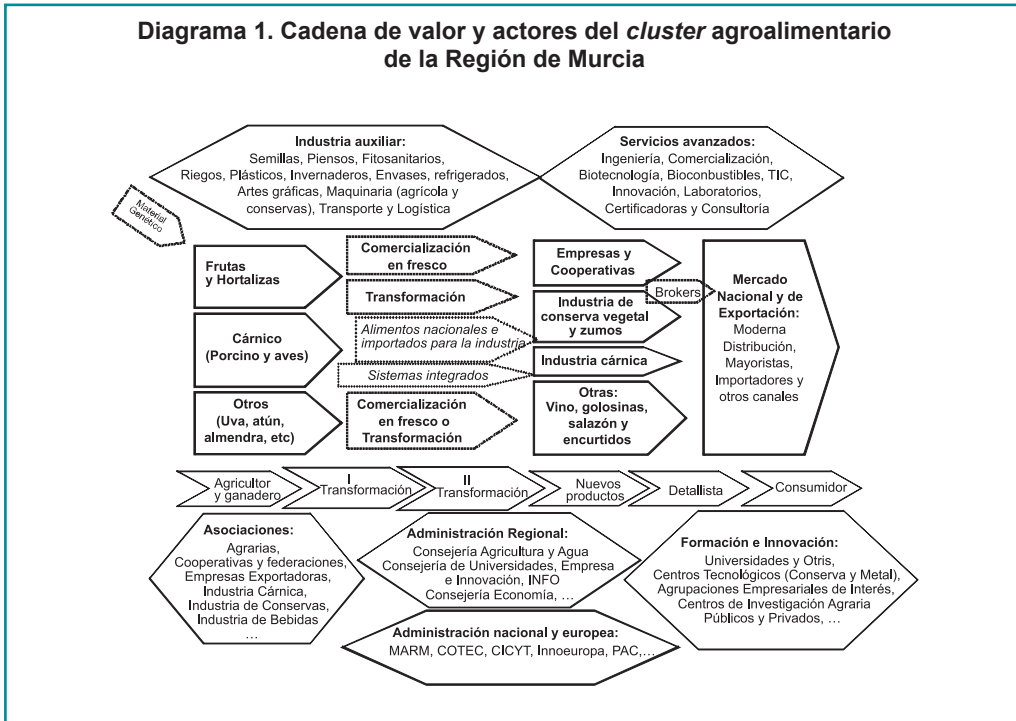 Diagrama 1. Cadena de valor y actores del cluster agroalimentario
de la Región de Murcia
Industria auxiliar:
Semillas, Piensos, Fitosanitarios,
Riegos, Plásticos, Invernaderos, Envases, refrigerados,
Artes gráficas, Maquinaria (agrícola y
conservas), Transporte y Logística
Servicios avanzados:
Ingeniería, Comercialización,
Biotecnología, Bioconbustibles, TIC,
Innovación, Laboratorios,
Certificadoras y Consultoría
Material
Genético
Frutas
y Hortalizas
Comercialización
en fresco
Transformación
Empresas y
Cooperativas
Brokers
Industria de
conserva vegetal
y zumos
Mercado
Nacional y de
Exportación:
Moderna
Distribución,
Mayoristas,
Importadores y
otros canales
Cárnico
(Porcino y aves)
Alimentos nacionales e
importados para la industria
Sistemas integrados
Industria cárnica
Otros
(Uva, atún,
almendra, etc)
Comercialización
en fresco o
Transformación
Otras:
Vino, golosinas,
salazón y
encurtidos
Agricultor
y ganadero
I
Transformación
II
Transformación
Nuevos
productos
Detallista
Consumidor
Asociaciones:
Agrarias,
Cooperativas y federaciones,
Empresas Exportadoras,
Industria Cárnica,
Industria de Conservas,
Industria de Bebidas
...
Administración Regional:
Consejería Agricultura y Agua
Consejería de Universidades, Empresa
e Innovación, INFO
Consejería Economía, ...
Formación e Innovación:
Universidades y Otris,
Centros Tecnológicos (Conserva y Metal),
Agrupaciones Empresariales de Interés,
Centros de Investigación Agraria
Públicos y Privados, ...
Administración nacional y europea:
MARM, COTEC, CICYT, Innoeuropa, PAC,...